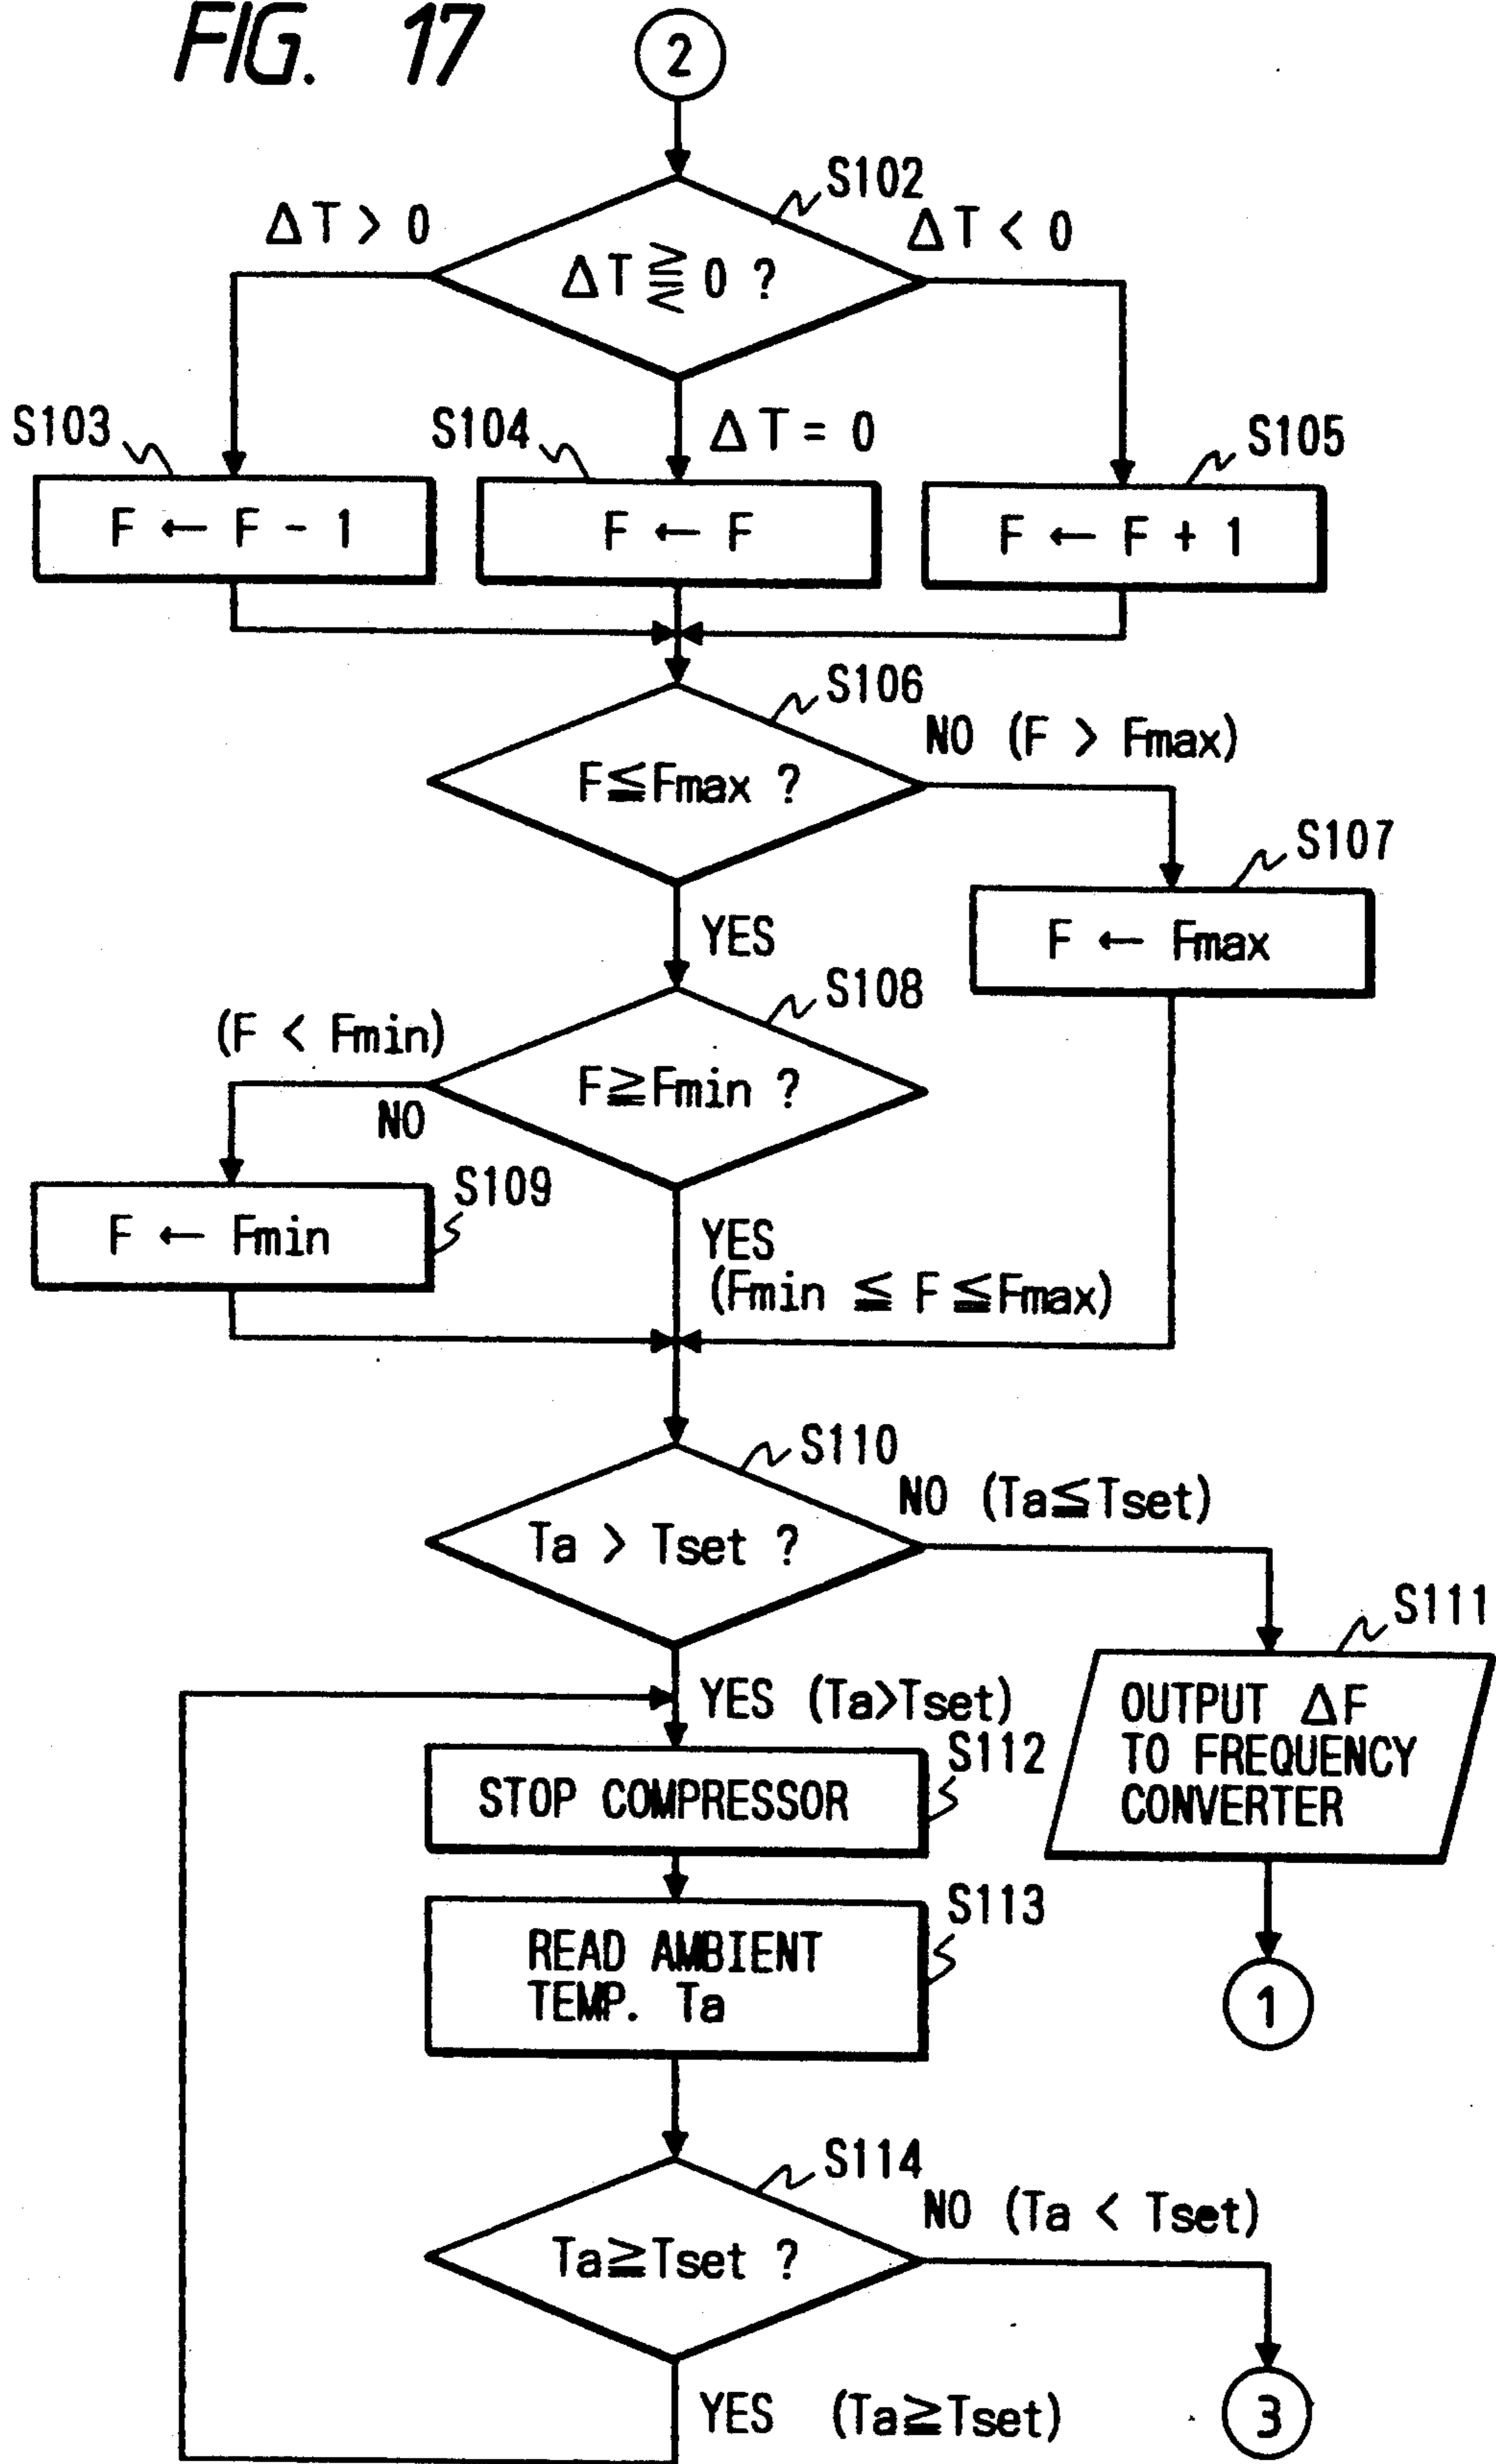 FIG. 17
2
S102
ΔT > 0
ΔT < 0
ΔT ⪌ 0 ?
S103
S104
ΔT = 0
S105
F ← F - 1
F ← F
F ← F + 1
S106
NO (F > Fmax)
F≦Fmax ?
S107
YES
F ← Fmax
S108
(F < Fmin)
F≧Fmin ?
NO
S109
F ← Fmin
YES
(Fmin ≦ F ≦Fmax)
S110
NO (Ta≦Tset)
Ta > Tset ?
S111
YES (Ta>Tset)
OUTPUT ΔF
TO FREQUENCY
CONVERTER
S112
STOP COMPRESSOR
S113
READ AMBIENT
TEMP. Ta
1
S114
NO (Ta < Tset)
Ta≧Tset ?
YES (Ta≧Tset)
3